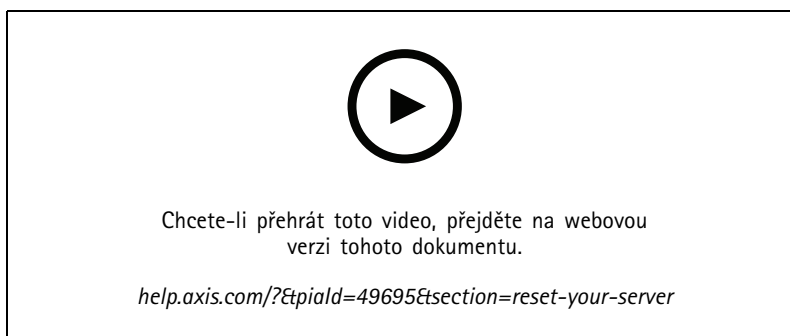 Chcete-li přehrát toto video, přejděte na webovou
verzi tohoto dokumentu.
help.axis.com/?&piaId=49695&section=reset-your-server